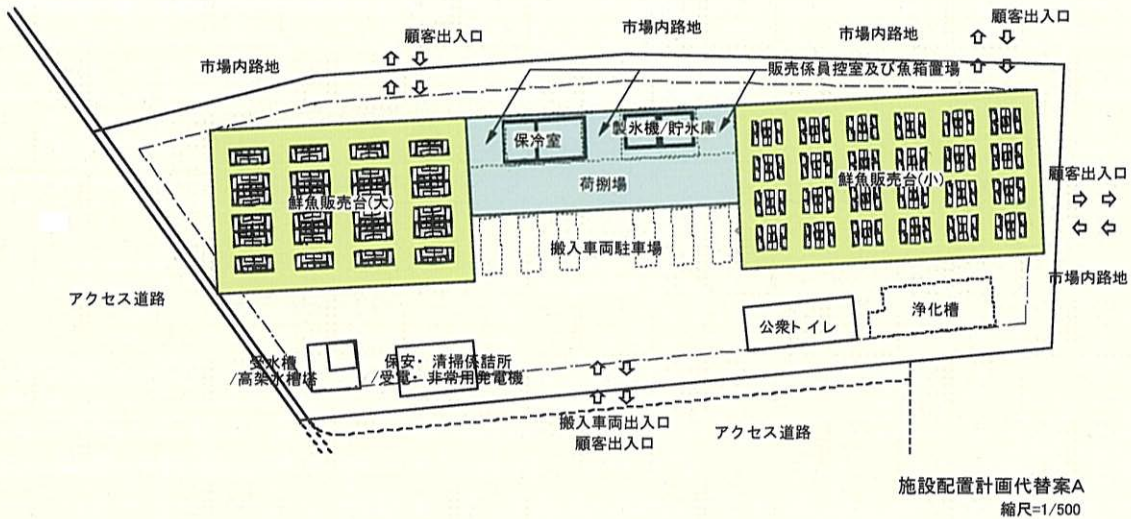 顧客出入口
顧客出入口
市場内路地
市場内路地
市場内路地
販売係員控室及び魚箱置場
保冷室
製氷機/貯氷庫
荷捌場
鮮魚販売台(大)
鮮魚販売台(小)
顧客出入口
搬入車両駐車場
市場内路地
アクセス道路
浄化槽
公衆トイレ
受水槽
/高架水槽塔
保安・清掃係詰所
/受電・非常用発電機
搬入車両出入口
顧客出入口
アクセス道路
施設配置計画代替案A
縮尺=1/500